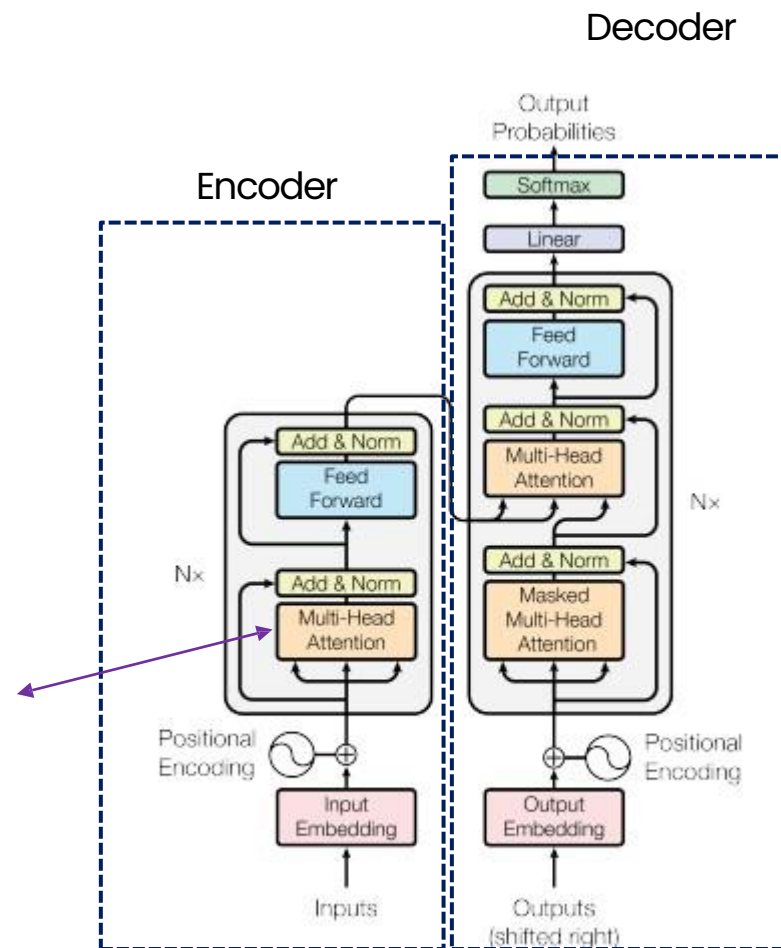 Decoder
Output
Probabilities
Softmax
Linear
Add & Norm
Feed
Forward
Add & Norm
Multi-Head
Attention
Nx
Add & Norm
Masked
Multi-Head
Attention
Positional
Encoding
Output
Embedding
Outputs
(shifted right)
Encoder
Add & Norm
Feed
Forward
Nx
Add & Norm
Multi-Head
Attention
Positional
Encoding
Input
Embedding
Inputs